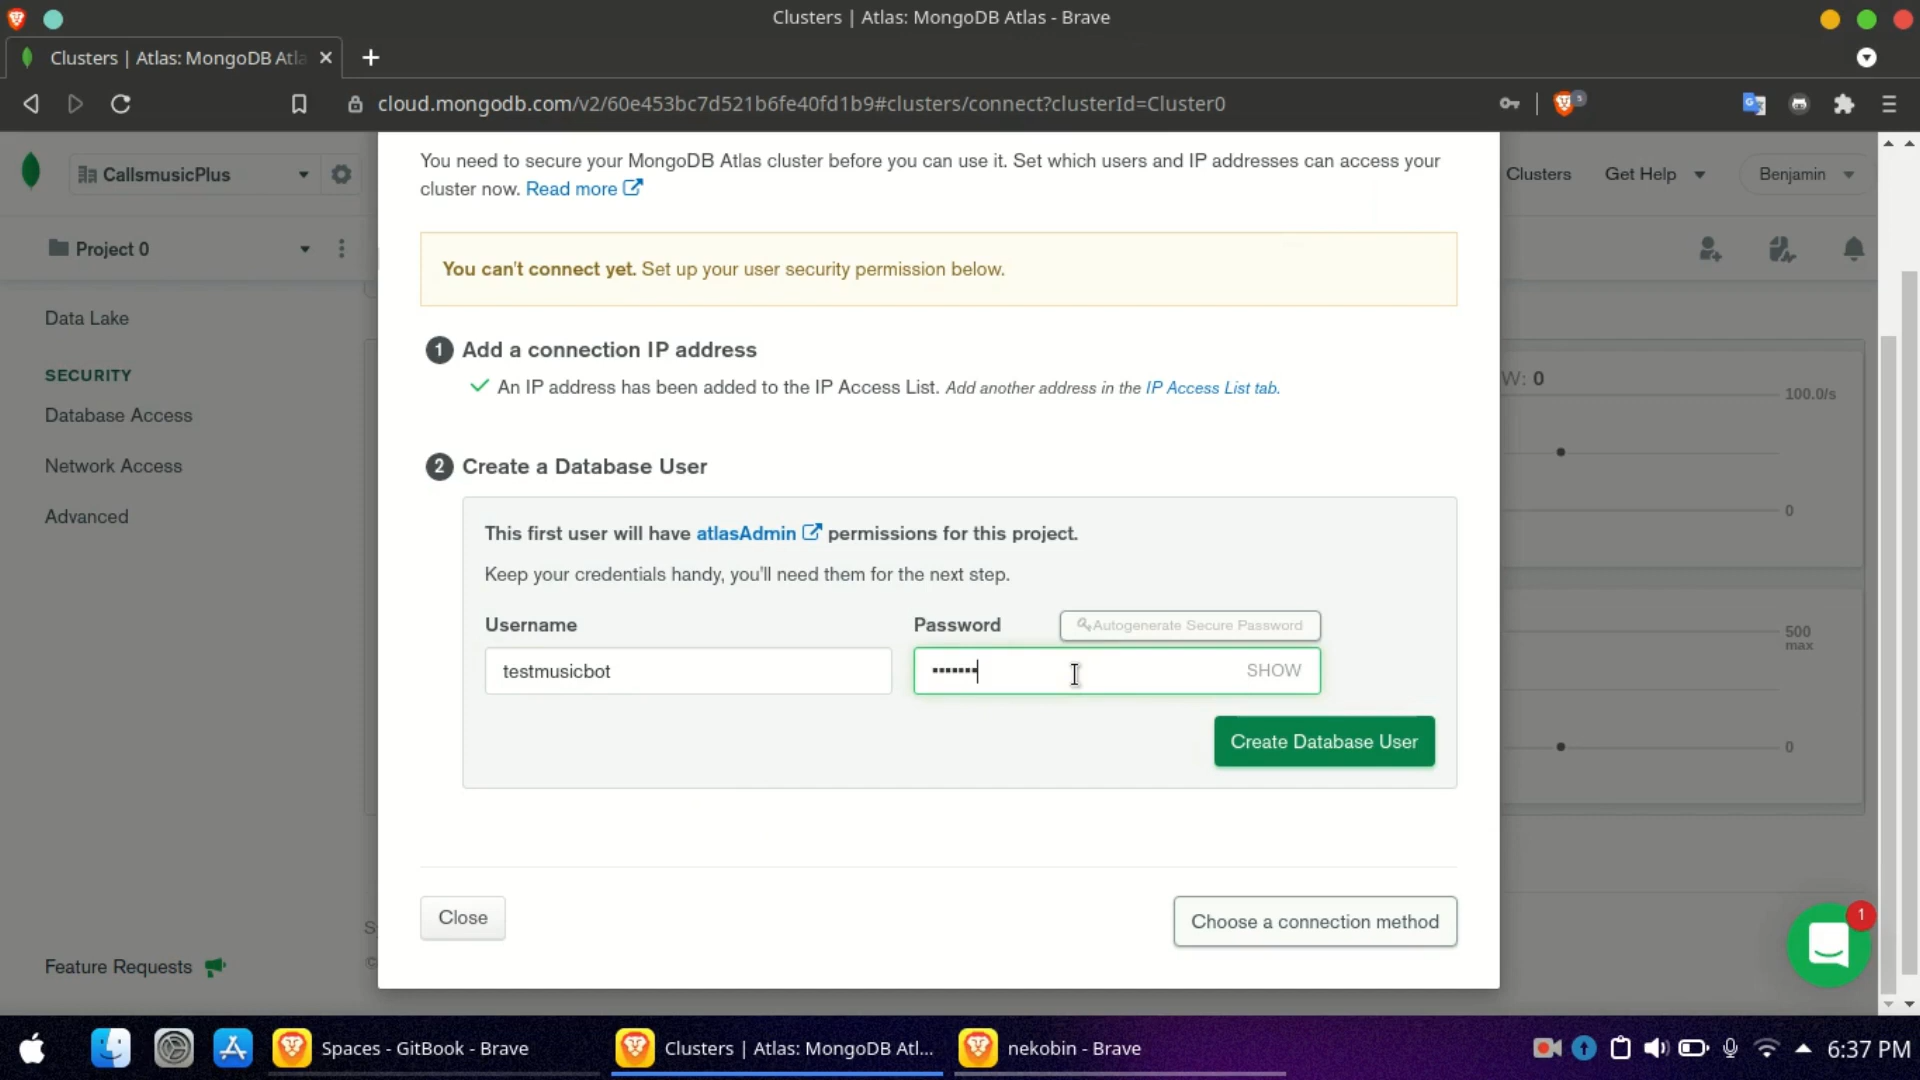 Clusters | Atlas: MongoDB Atlas - Brave
Clusters | Atlas: MongoDB Atla
cloud.mongodb.com/v2/60e453bc7d521b6fe40fd1b9#clusters/connect?clusterId=Cluster0
5
CallsmusicPlus
Clusters
Get Help
Benjamin
Project 0
Data Lake
SECURITY
Database Access
Network Access
Advanced
Feature Requests
You need to secure your MongoDB Atlas cluster before you can use it. Set which users and IP addresses can access your
cluster now. Read more
You can't connect yet. Set up your user security permission below.
1 Add a connection IP address
An IP address has been added to the IP Access List. Add another address in the IP Access List tab.
2 Create a Database User
This first user will have atlasAdmin permissions for this project.
Keep your credentials handy, you'll need them for the next step.
Username
Password
Autogenerate Secure Password
testmusicbot
•••••••
SHOW
Create Database User
Close
Choose a connection method
W: 0
100.0/s
0
500
max
0
S
©
1
Spaces - GitBook - Brave
Clusters | Atlas: MongoDB Atl...
nekobin - Brave
6:37 PM